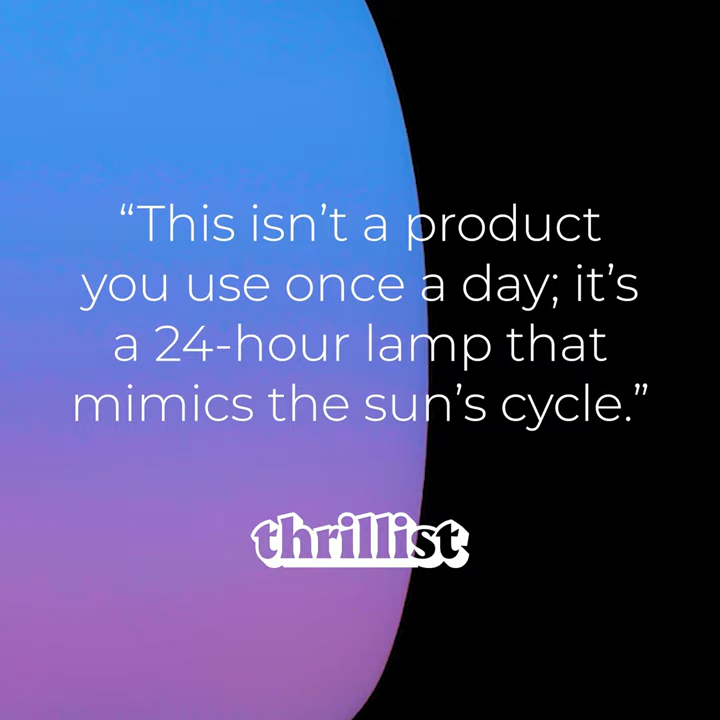 “This isn’t a product
you use once a day; it’s
a 24-hour lamp that
mimics the sun’s cycle.”
thrillist